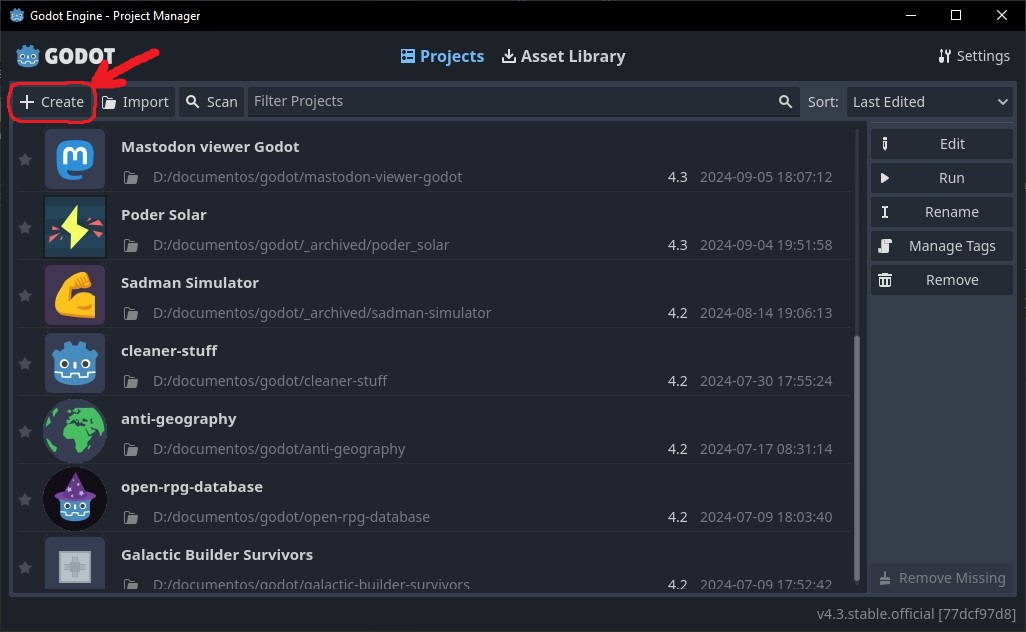 Godot Engine - Project Manager
GODOT
Projects
Asset Library
Settings
Create
Import
Scan
Filter Projects
Sort:
Last Edited
Mastodon viewer Godot
D:/documentos/godot/mastodon-viewer-godot 4.3 2024-09-05 18:07:12
Poder Solar
D:/documentos/godot/_archived/poder_solar 4.3 2024-09-04 19:51:58
Sadman Simulator
D:/documentos/godot/_archived/sadman-simulator 4.2 2024-08-14 19:06:13
cleaner-stuff
D:/documentos/godot/cleaner-stuff 4.2 2024-07-30 17:55:24
anti-geography
D:/documentos/godot/anti-geography 4.2 2024-07-17 08:31:14
open-rpg-database
D:/documentos/godot/open-rpg-database 4.2 2024-07-09 18:03:40
Galactic Builder Survivors
D:/documentos/godot/galactic-builder-survivors 4.2 2024-07-09 17:52:42
Edit
Run
Rename
Manage Tags
Remove
Remove Missing
v4.3.stable.official [77dcf97d8]